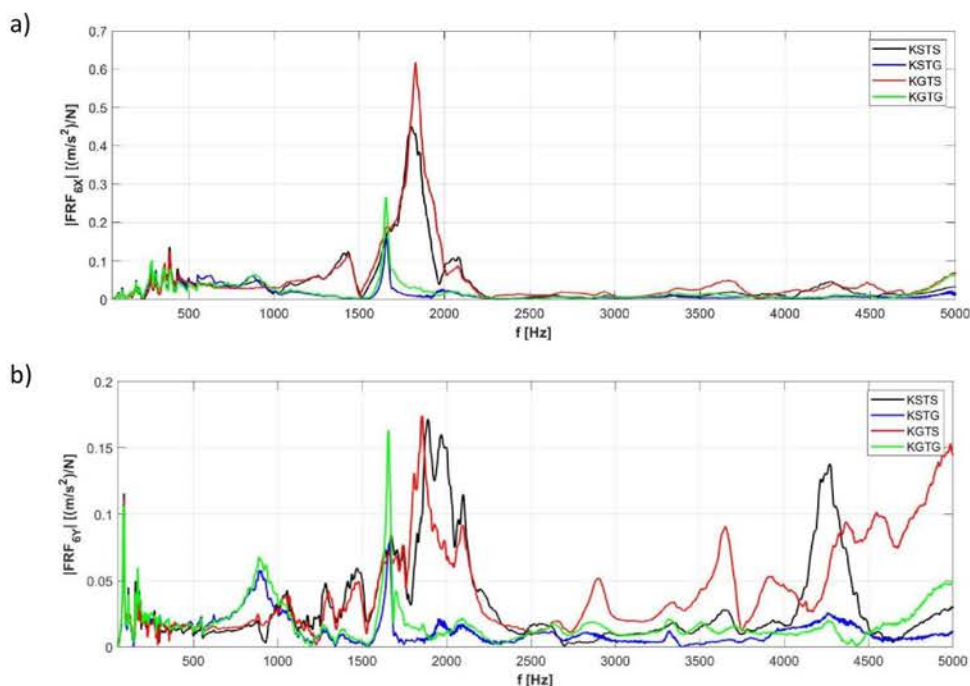 a)
0.7
0.6
0.5
0.4
0.3
0.2
0.1
0
|FRF6X| [(m/s²)/N]
KSTS
KSTG
KGTS
KGTG
500 1000 1500 2000 2500 3000 3500 4000 4500 5000
f [Hz]
b)
0.2
0.15
0.1
0.05
0
|FRF6Y| [(m/s²)/N]
KSTS
KSTG
KGTS
KGTG
500 1000 1500 2000 2500 3000 3500 4000 4500 5000
f [Hz]